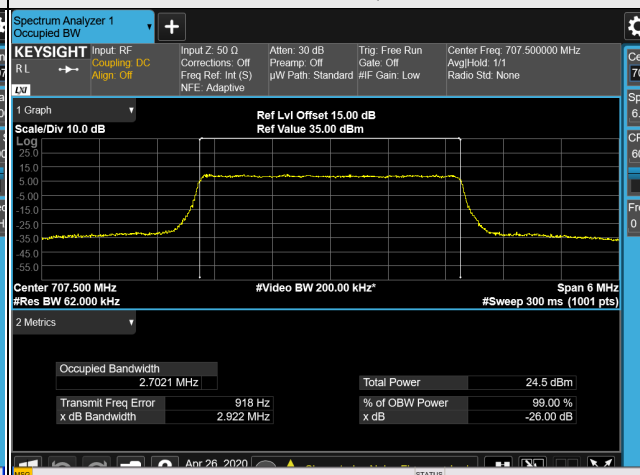 Spectrum Analyzer 1
Occupied BW
KEYSIGHT
R L
LXI
Input: RF
Coupling: DC
Align: Off
Input Z: 50 Ω
Corrections: Off
Freq Ref: Int (S)
NFE: Adaptive
Atten: 30 dB
Preamp: Off
µW Path: Standard
Trig: Free Run
Gate: Off
#IF Gain: Low
Center Freq: 707.500000 MHz
Avg|Hold: 1/1
Radio Std: None
1 Graph
Scale/Div 10.0 dB
Ref Lvl Offset 15.00 dB
Ref Value 35.00 dBm
Log
25.0
15.0
5.00
-5.00
-15.0
-25.0
-35.0
-45.0
-55.0
Center 707.500 MHz
#Res BW 62.000 kHz
#Video BW 200.00 kHz*
Span 6 MHz
#Sweep 300 ms (1001 pts)
2 Metrics
Occupied Bandwidth
2.7021 MHz
Total Power 24.5 dBm
Transmit Freq Error 918 Hz
% of OBW Power 99.00 %
x dB Bandwidth 2.922 MHz
x dB -26.00 dB
Apr 26, 2020
MSG
STATUS